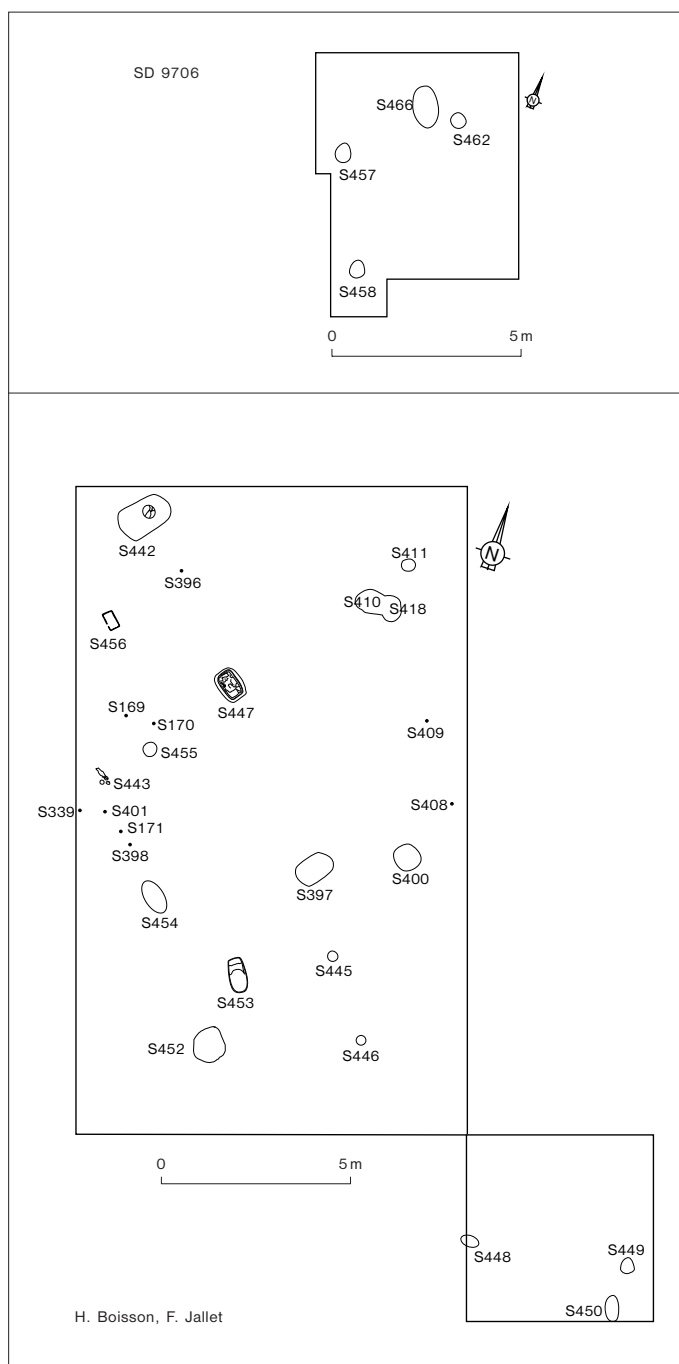 SD 9706
N
S466
S462
S457
S458
0 5 m
N
S442
S411
S396
S410
S418
S456
S447
S169
S170
S409
S455
S443
S339
S401
S408
S171
S398
S400
S397
S454
S445
S453
S452
S446
0 5 m
S448
S449
S450
H. Boisson, F. Jallet